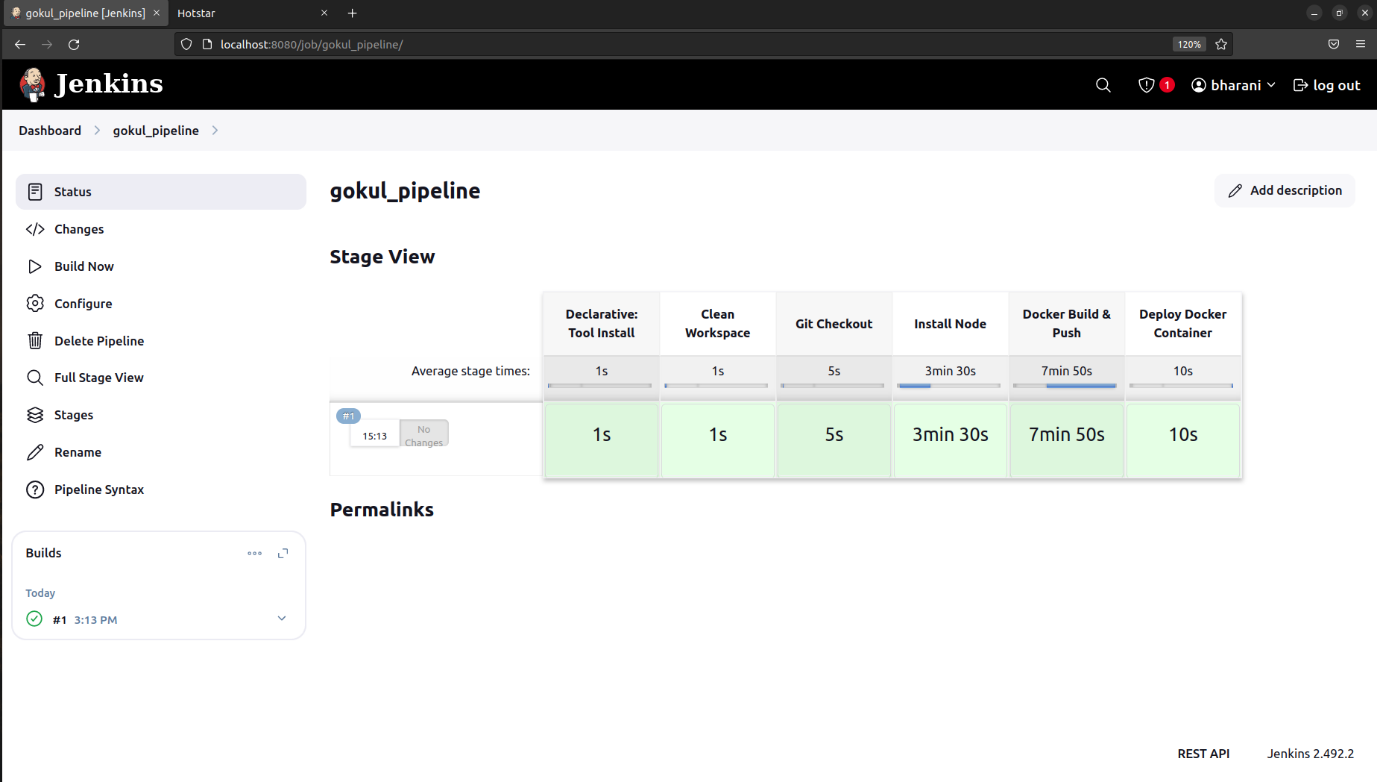 gokul_pipeline [Jenkins]
Hotstar
localhost:8080/job/gokul_pipeline/
120%
Jenkins
1
bharani
log out
Dashboard
gokul_pipeline
Status
Changes
Build Now
Configure
Delete Pipeline
Full Stage View
Stages
Rename
Pipeline Syntax
Builds
Today
#1 3:13 PM
gokul_pipeline
Add description
Stage View
Declarative:
Tool Install
Clean
Workspace
Git Checkout
Install Node
Docker Build &
Push
Deploy Docker
Container
Average stage times:
1s
1s
5s
3min 30s
7min 50s
10s
#1
15:13
No
Changes
1s
1s
5s
3min 30s
7min 50s
10s
Permalinks
REST API
Jenkins 2.492.2